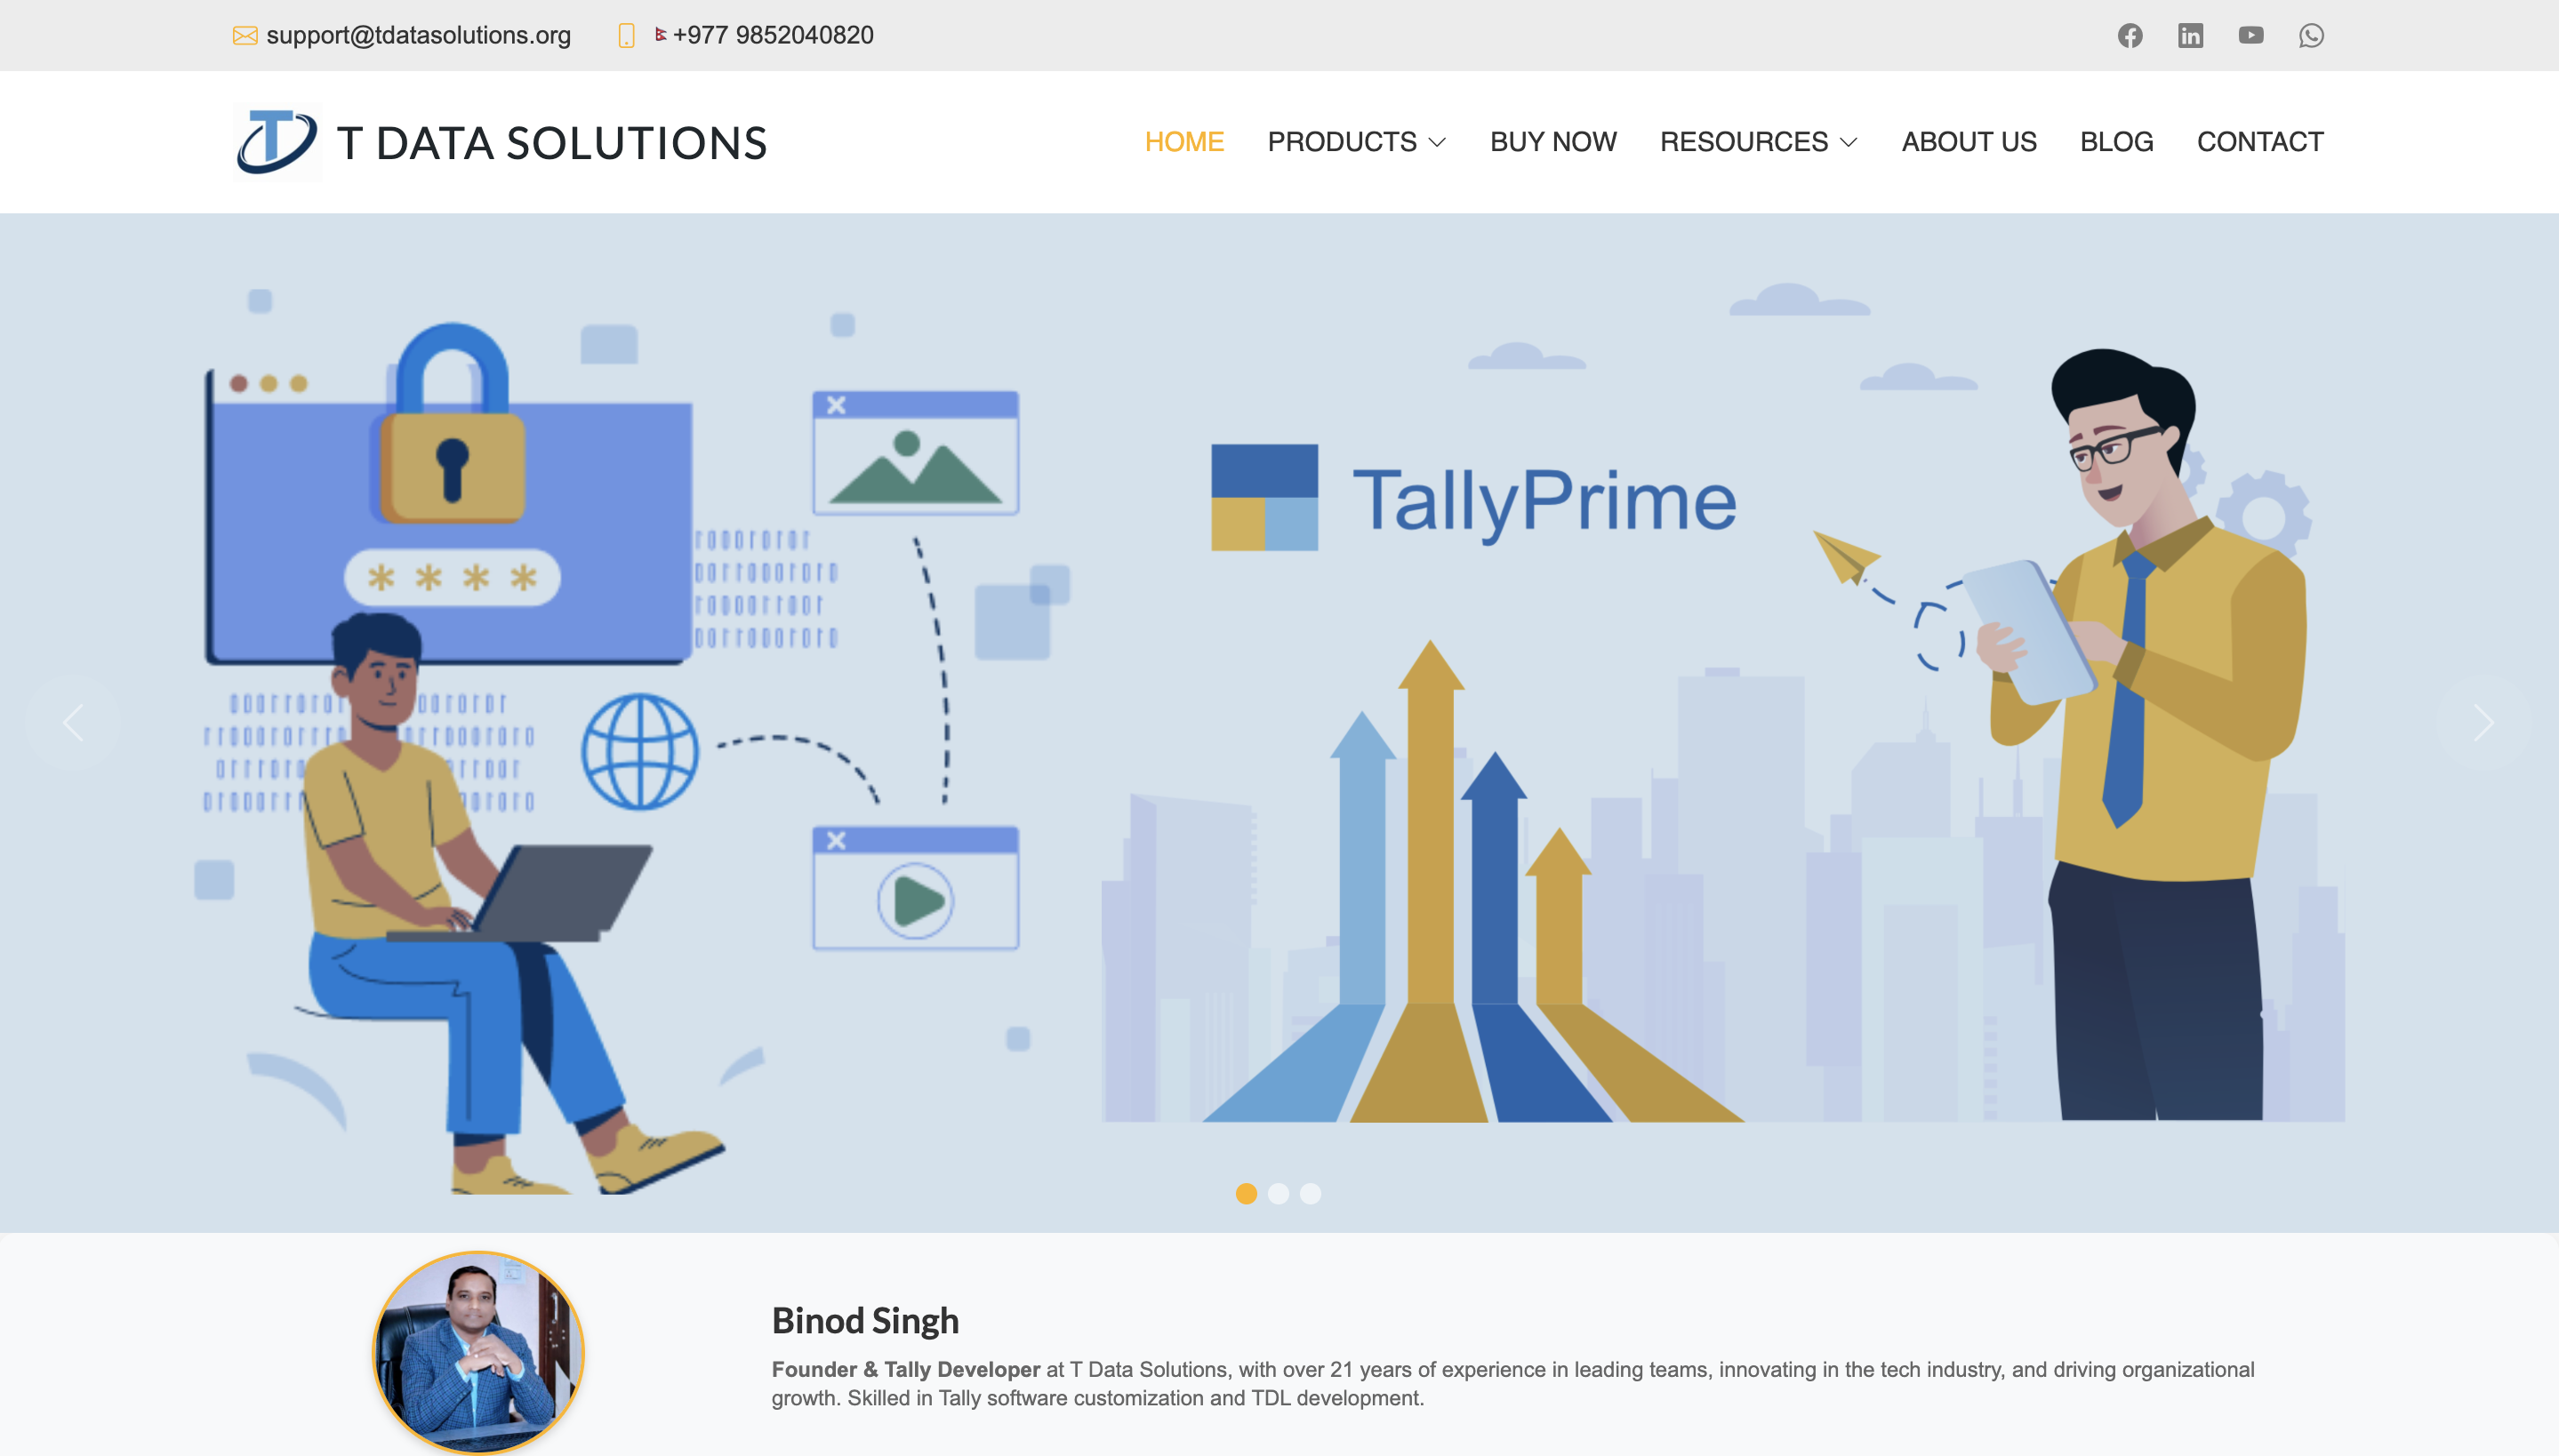 support@tdatasolutions.org
+977 9852040820
T DATA SOLUTIONS
HOME
PRODUCTS
BUY NOW
RESOURCES
ABOUT US
BLOG
CONTACT
TallyPrime
Binod Singh
Founder & Tally Developer at T Data Solutions, with over 21 years of experience in leading teams, innovating in the tech industry, and driving organizational
growth. Skilled in Tally software customization and TDL development.